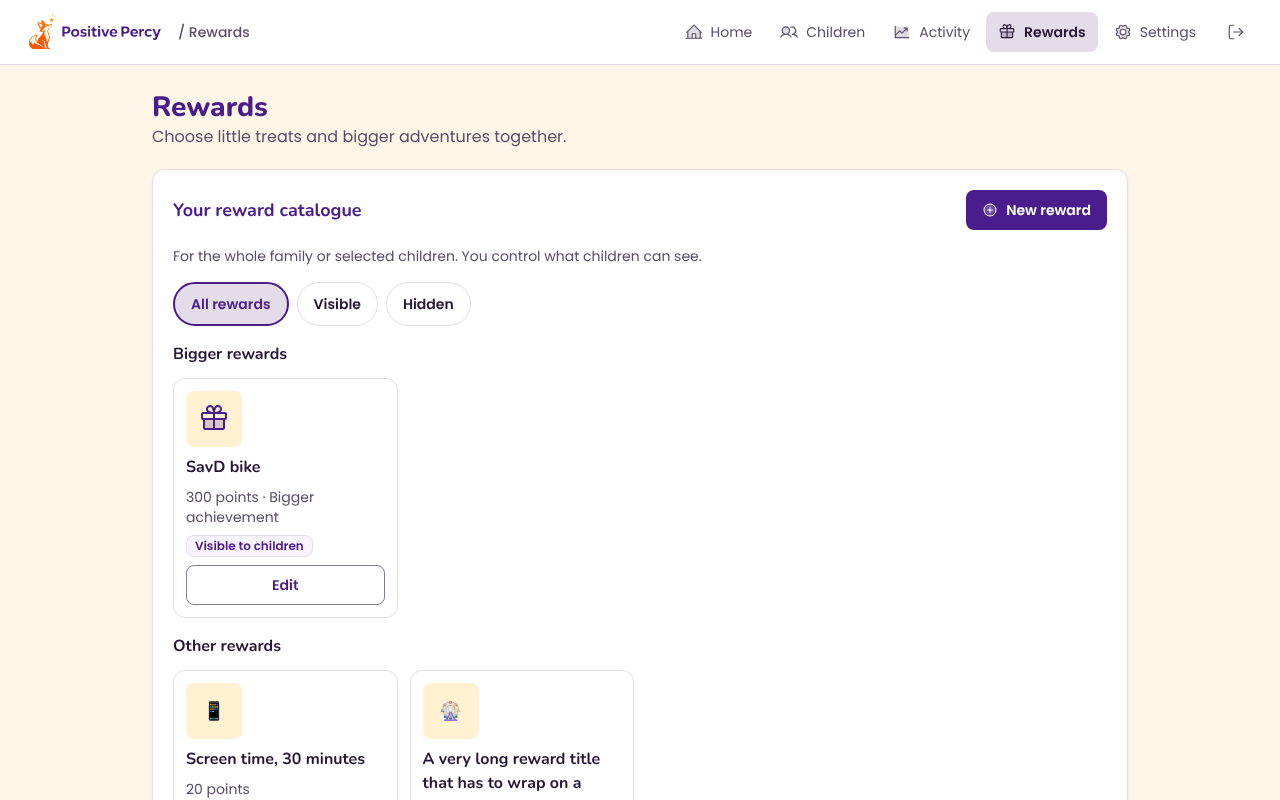 Positive Percy / Rewards
Home
Children
Activity
Rewards
Settings
Rewards
Choose little treats and bigger adventures together.
Your reward catalogue
New reward
For the whole family or selected children. You control what children can see.
All rewards
Visible
Hidden
Bigger rewards
SavD bike
300 points · Bigger
achievement
Visible to children
Edit
Other rewards
Screen time, 30 minutes
20 points
A very long reward title
that has to wrap on a